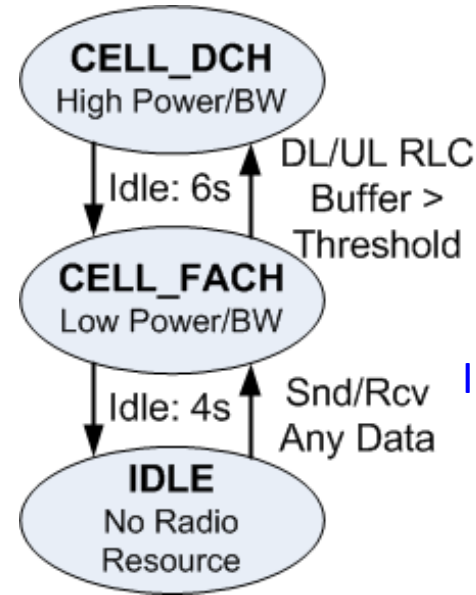 CELL_DCH
High Power/BW
Idle: 6s
DL/UL RLC
Buffer >
Threshold
CELL_FACH
Low Power/BW
Idle: 4s
Snd/Rcv
Any Data
IDLE
No Radio
Resource